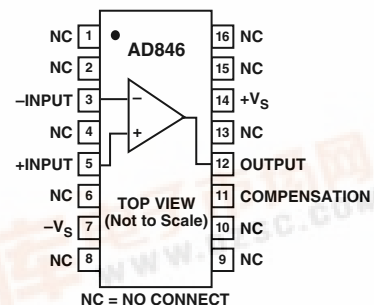 AD846
NC 1
NC 2
–INPUT 3
NC 4
+INPUT 5
NC 6
–VS 7
NC 8
–
+
16 NC
15 NC
14 +VS
13 NC
12 OUTPUT
11 COMPENSATION
10 NC
9 NC
TOP VIEW
(Not to Scale)
NC = NO CONNECT